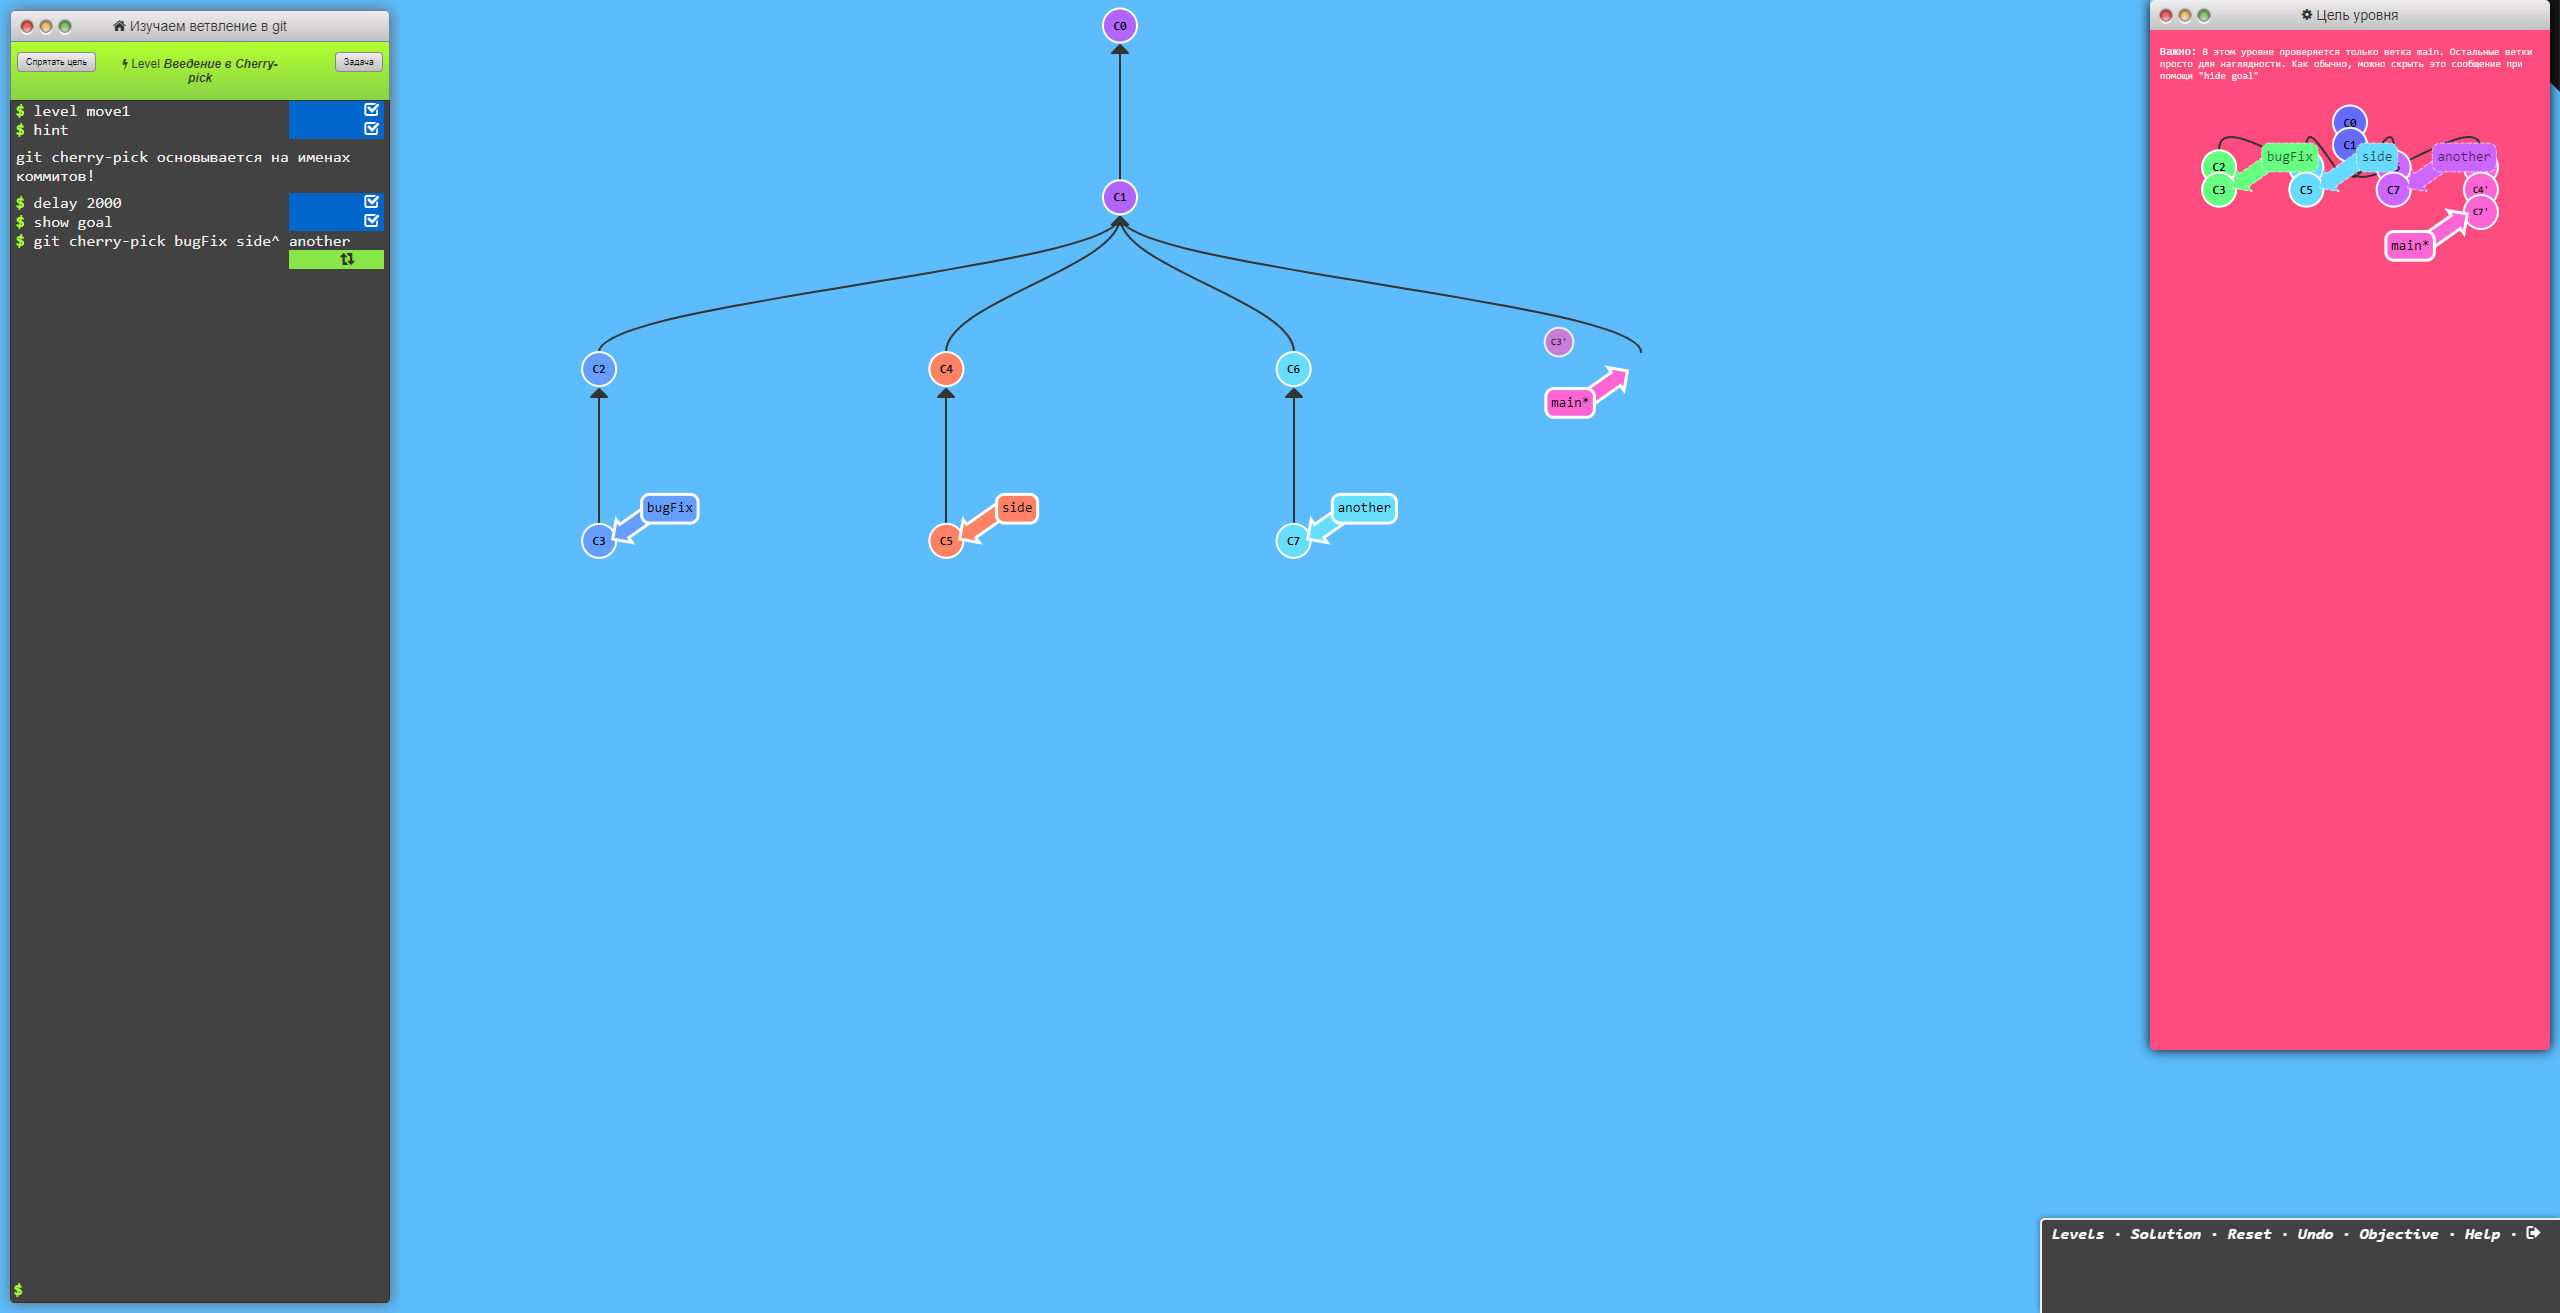 Изучаем ветвление в git
Спрятать цель
Level Введение в Cherry-
pick
Задача
$ level move1
$ hint
git cherry-pick основывается на именах
коммитов!
$ delay 2000
$ show goal
$ git cherry-pick bugFix side^ another
$
C0
C1
C2
C4
C6
C3'
main*
bugFix
side
another
C3
C5
C7
Цель уровня
Важно: В этом уровне проверяется только ветка main. Остальные ветки
просто для наглядности. Как обычно, можно скрыть это сообщение при
помощи "hide goal"
C0
C1
bugFix
side
another
C2
C3
C5
C7
C4'
C7'
main*
Levels · Solution · Reset · Undo · Objective · Help ·